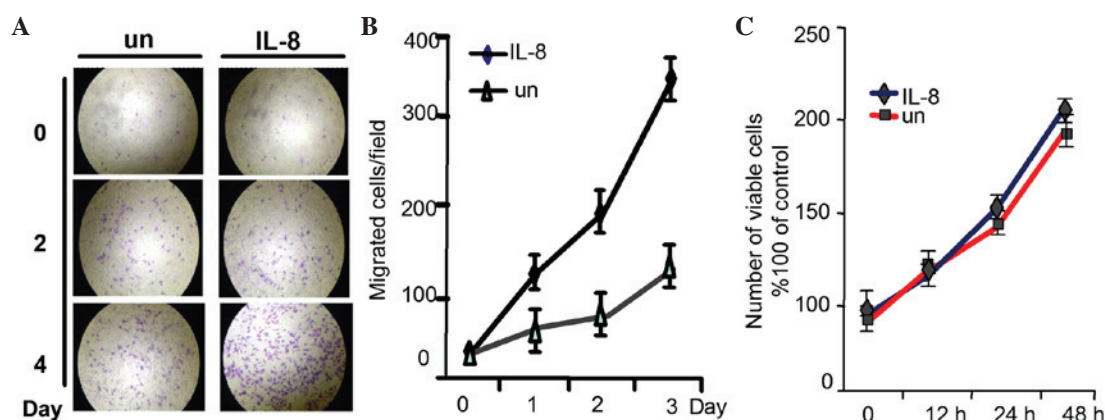 A
un IL-8
0
2
4
Day
B
Migrated cells/field
400
300
200
100
0
IL-8
un
0 1 2 3 Day
C
Number of viable cells
%100 of control
250
200
150
100
0
IL-8
un
0 12 h 24 h 48 h